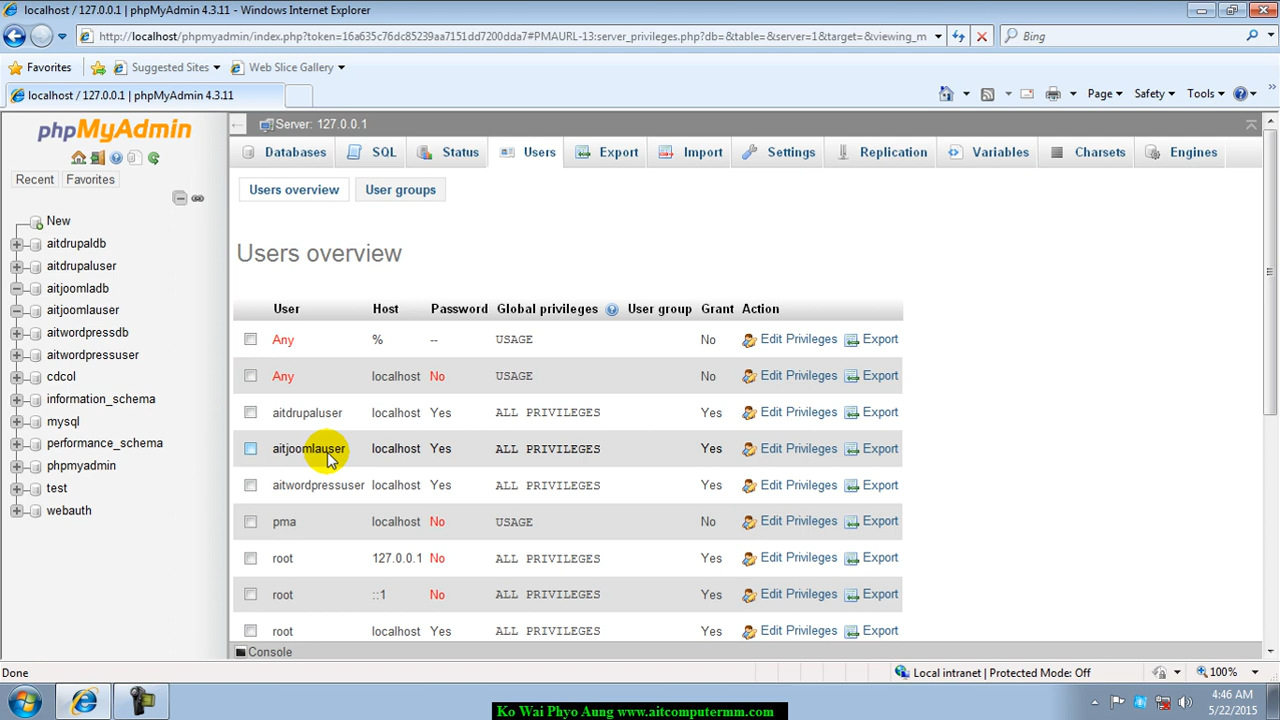 localhost / 127.0.0.1 | phpMyAdmin 4.3.11 - Windows Internet Explorer
http://localhost/phpmyadmin/index.php?token=16a635c76dc85239aa7151dd7200dda7#PMAURL-13:server_privileges.php?db=&table=&server=1&target=&viewing_m
Bing
Favorites Suggested Sites Web Slice Gallery
localhost / 127.0.0.1 | phpMyAdmin 4.3.11
Page Safety Tools
phpMyAdmin
Recent Favorites
New
aitdrupaldb
aitdrupaluser
aitjoomladb
aitjoomlauser
aitwordpressdb
aitwordpressuser
cdcol
information_schema
mysql
performance_schema
phpmyadmin
test
webauth
Server: 127.0.0.1
Databases SQL Status Users Export Import Settings Replication Variables Charsets Engines
Users overview User groups
Users overview
User Host Password Global privileges User group Grant Action
Any % -- USAGE No Edit Privileges Export
Any localhost No USAGE No Edit Privileges Export
aitdrupaluser localhost Yes ALL PRIVILEGES Yes Edit Privileges Export
aitjoomlauser localhost Yes ALL PRIVILEGES Yes Edit Privileges Export
aitwordpressuser localhost Yes ALL PRIVILEGES Yes Edit Privileges Export
pma localhost No USAGE No Edit Privileges Export
root 127.0.0.1 No ALL PRIVILEGES Yes Edit Privileges Export
root ::1 No ALL PRIVILEGES Yes Edit Privileges Export
root localhost Yes ALL PRIVILEGES Yes Edit Privileges Export
Console
Done Local intranet | Protected Mode: Off 100%
4:46 AM
5/22/2015
Ko Wai Phyo Aung www.aitcomputermm.com